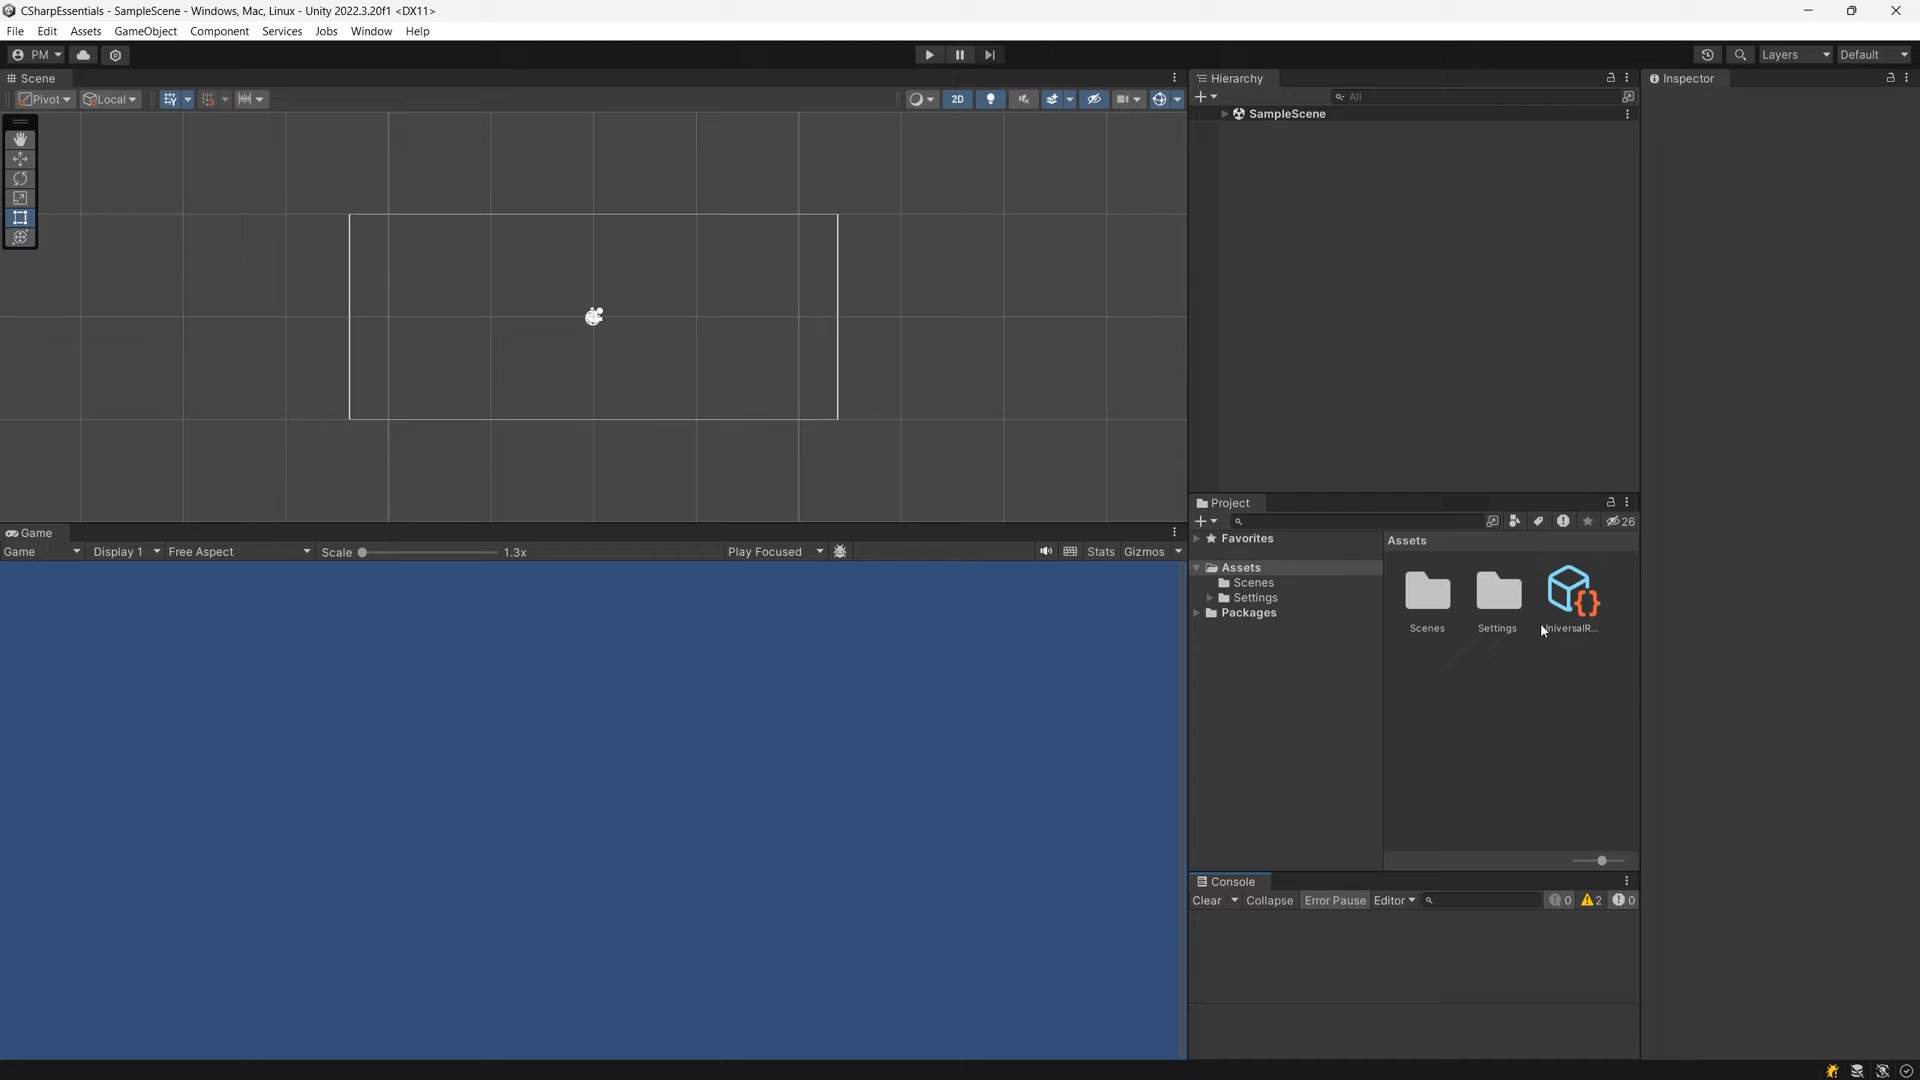 CSharpEssentials - SampleScene - Windows, Mac, Linux - Unity 2022.3.20f1 <DX11>
File Edit Assets GameObject Component Services Jobs Window Help
PM Layers Default
Scene
Pivot Local 2D
Hierarchy
All
SampleScene
Inspector
Game
Game Display 1 Free Aspect Scale 1.3x Play Focused Stats Gizmos
Project
26
Favorites
Assets
Scenes
Settings
Packages
Assets
Scenes Settings
Console
Clear Collapse Error Pause Editor 0 2 0